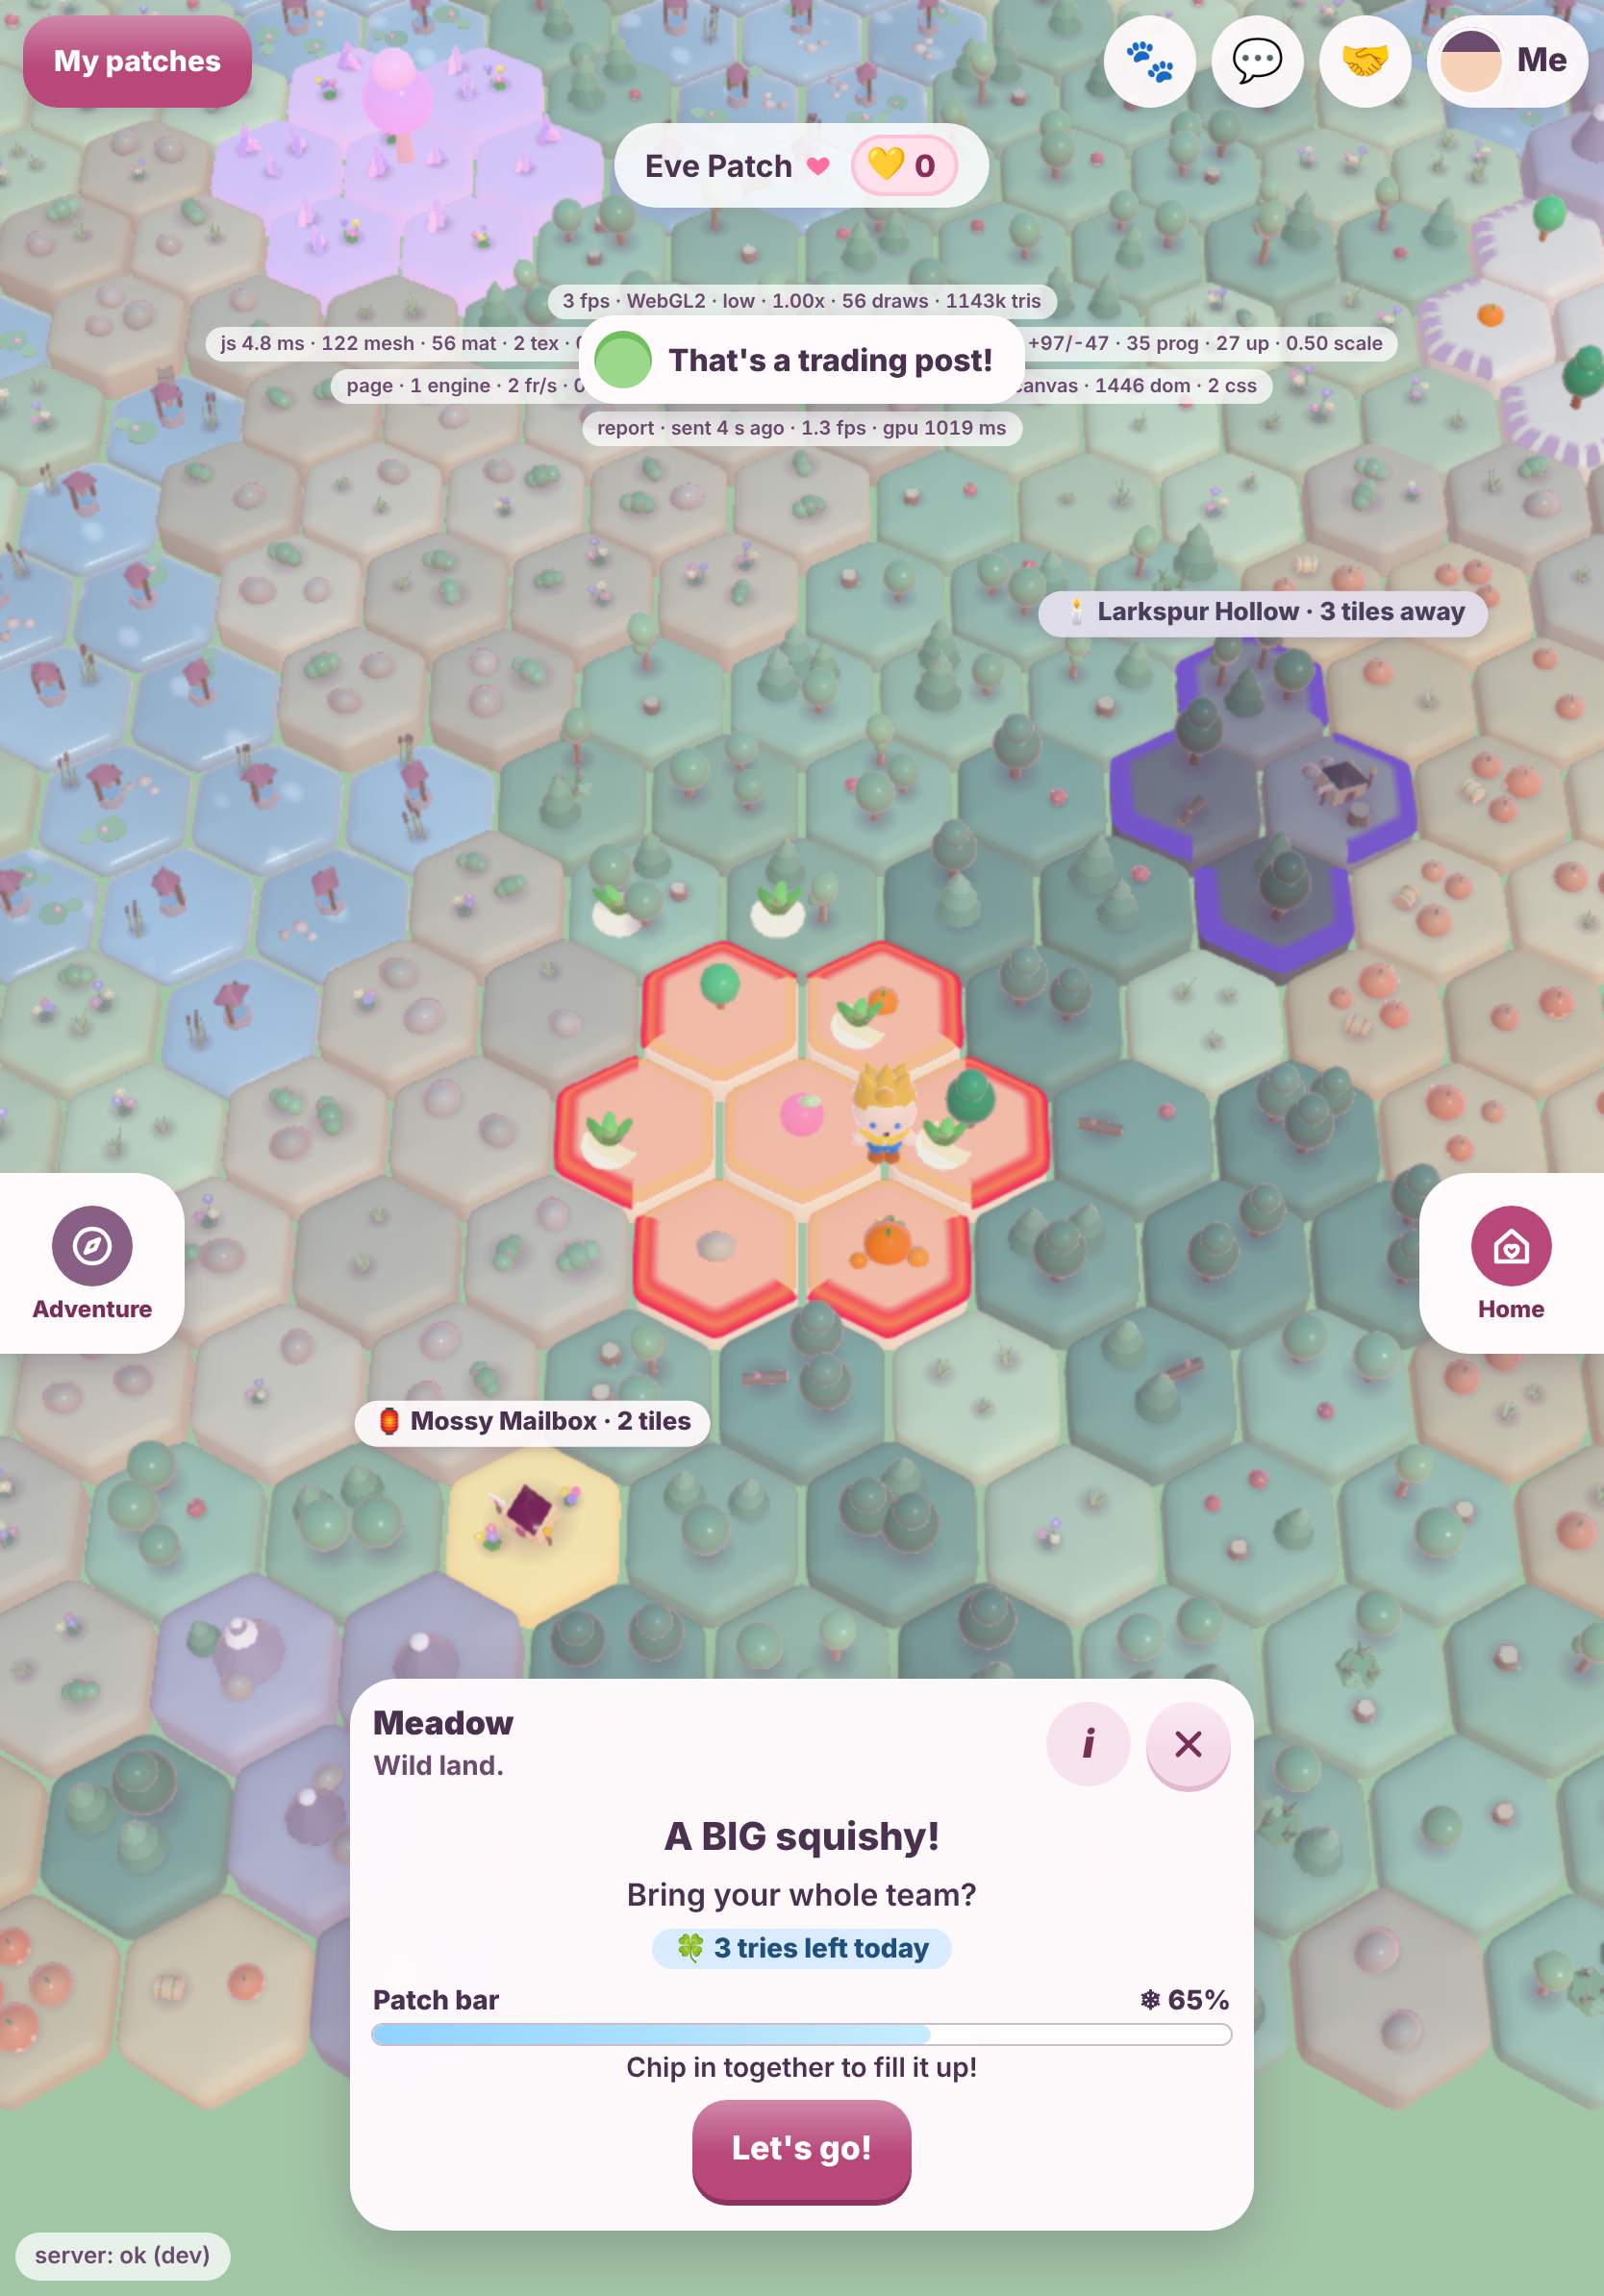 My patches
Me
Eve Patch
0
3 fps · WebGL2 · low · 1.00x · 56 draws · 1143k tris
js 4.8 ms · 122 mesh · 56 mat · 2 tex ·
+97/-47 · 35 prog · 27 up · 0.50 scale
That's a trading post!
page · 1 engine · 2 fr/s ·
canvas · 1446 dom · 2 css
report · sent 4 s ago · 1.3 fps · gpu 1019 ms
Larkspur Hollow · 3 tiles away
Adventure
Home
Mossy Mailbox · 2 tiles
Meadow
i
Wild land.
A BIG squishy!
Bring your whole team?
3 tries left today
Patch bar
65%
Chip in together to fill it up!
Let's go!
server: ok (dev)